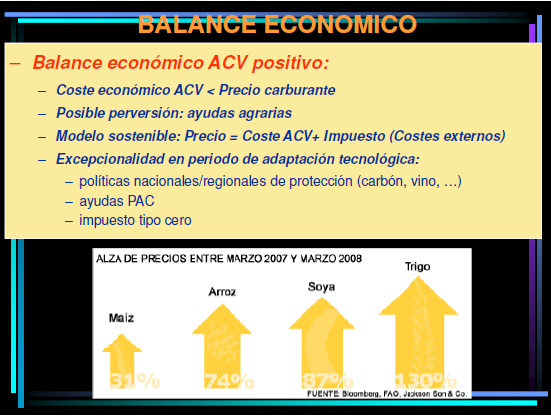 BALANCE ECONOMICO
– Balance económico ACV positivo:
– Coste económico ACV < Precio carburante
– Posible perversión: ayudas agrarias
– Modelo sostenible: Precio = Coste ACV+ Impuesto (Costes externos)
– Excepcionalidad en periodo de adaptación tecnológica:
– políticas nacionales/regionales de protección (carbón, vino, …)
– ayudas PAC
– impuesto tipo cero
ALZA DE PRECIOS ENTRE MARZO 2007 Y MARZO 2008
Maíz
Arroz
Soya
Trigo
31%
74%
87%
130%
FUENTE: Bloomberg, FAO, Jackson Son & Co.